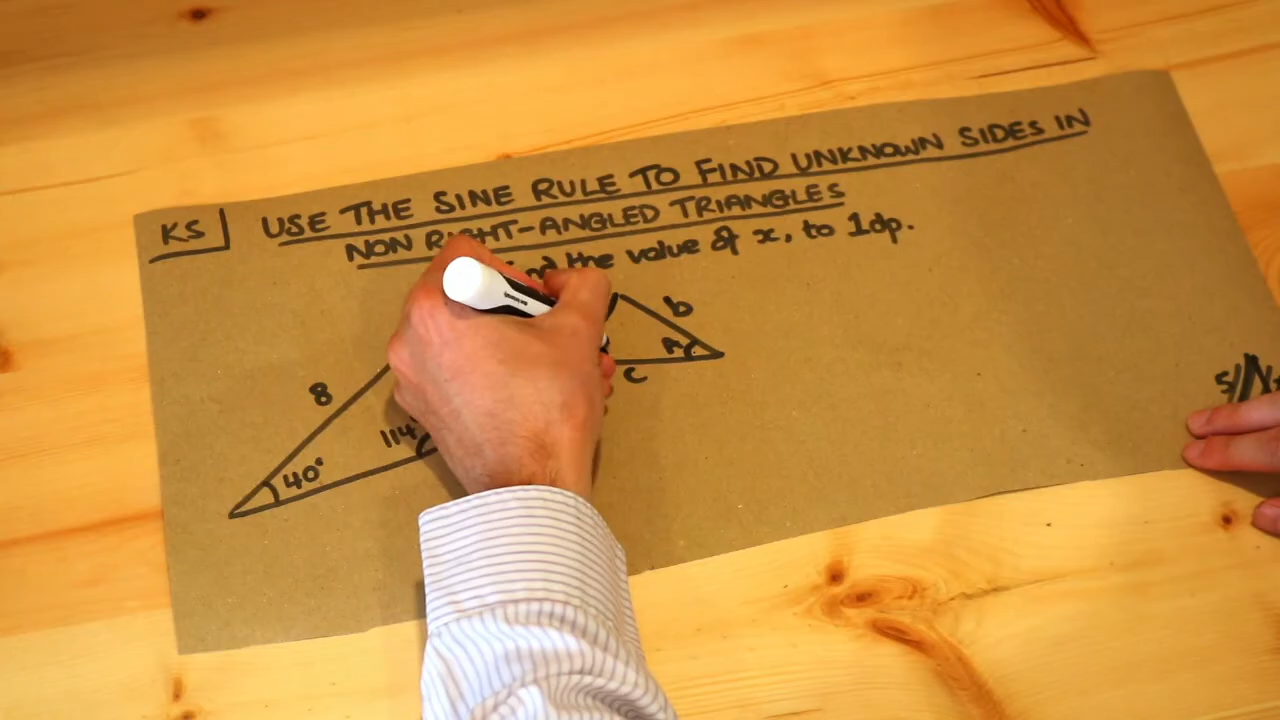 KS
USE THE SINE RULE TO FIND UNKNOWN SIDES IN
NON RIGHT-ANGLED TRIANGLES
the value of x, to 1dp.
8
40°
114°
b
A
c